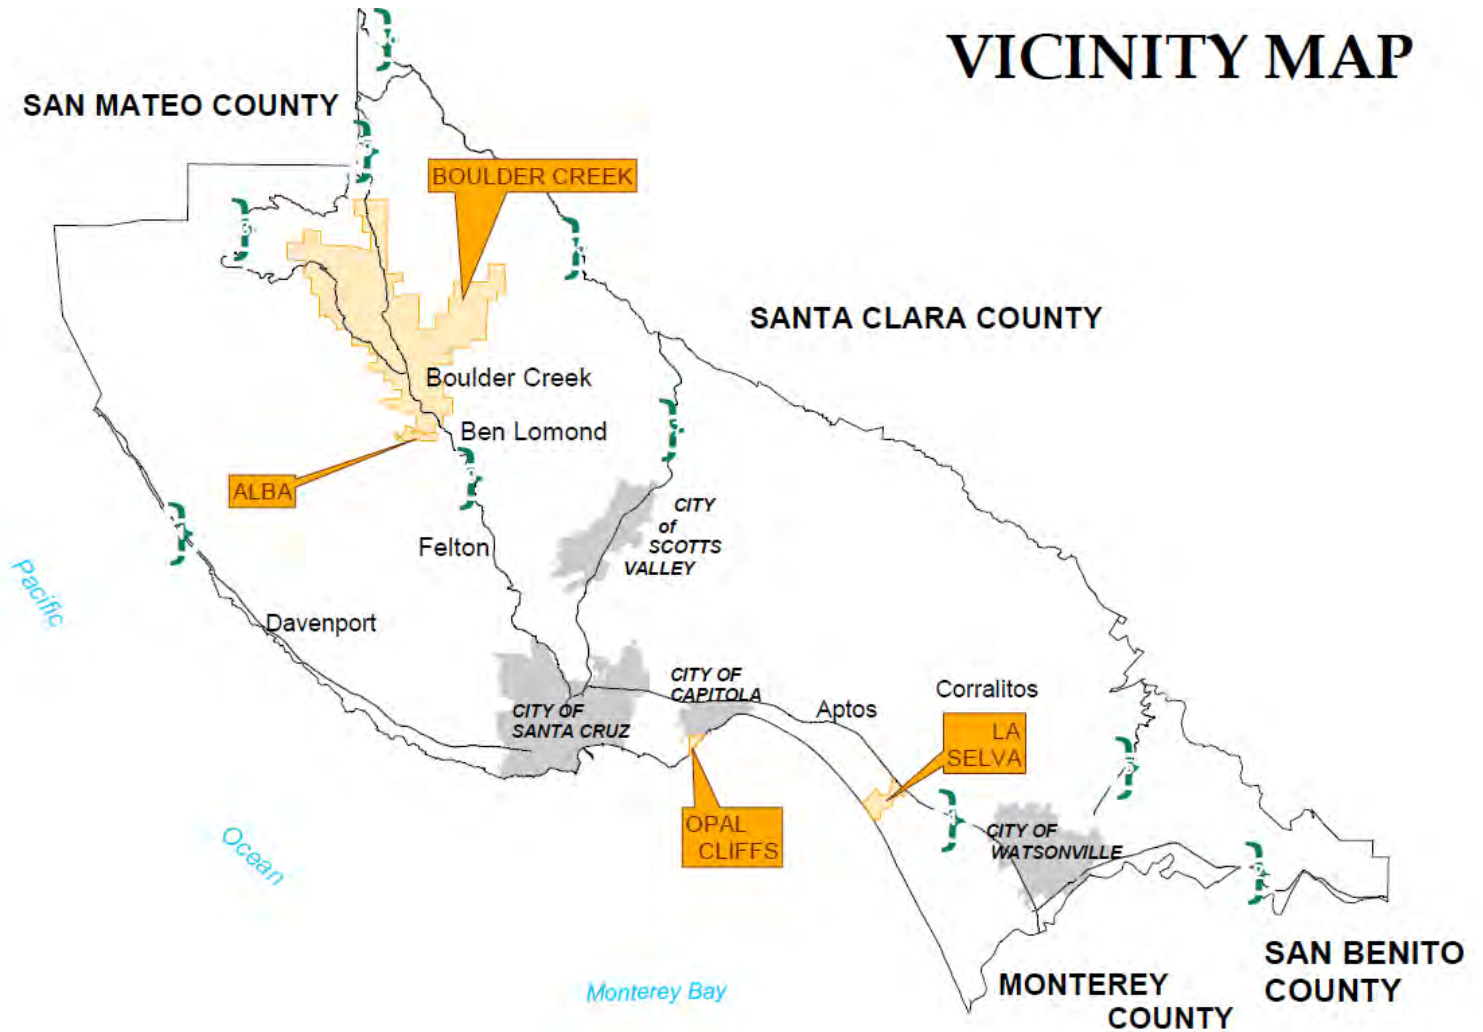 VICINITY MAP
SAN MATEO COUNTY
BOULDER CREEK
SANTA CLARA COUNTY
Boulder Creek
Ben Lomond
ALBA
CITY
of
SCOTTS
VALLEY
Felton
Pacific
Davenport
CITY OF
CAPITOLA
Corralitos
CITY OF
SANTA CRUZ
Aptos
LA
SELVA
OPAL
CLIFFS
CITY OF
WATSONVILLE
Ocean
SAN BENITO
COUNTY
Monterey Bay
MONTEREY
COUNTY